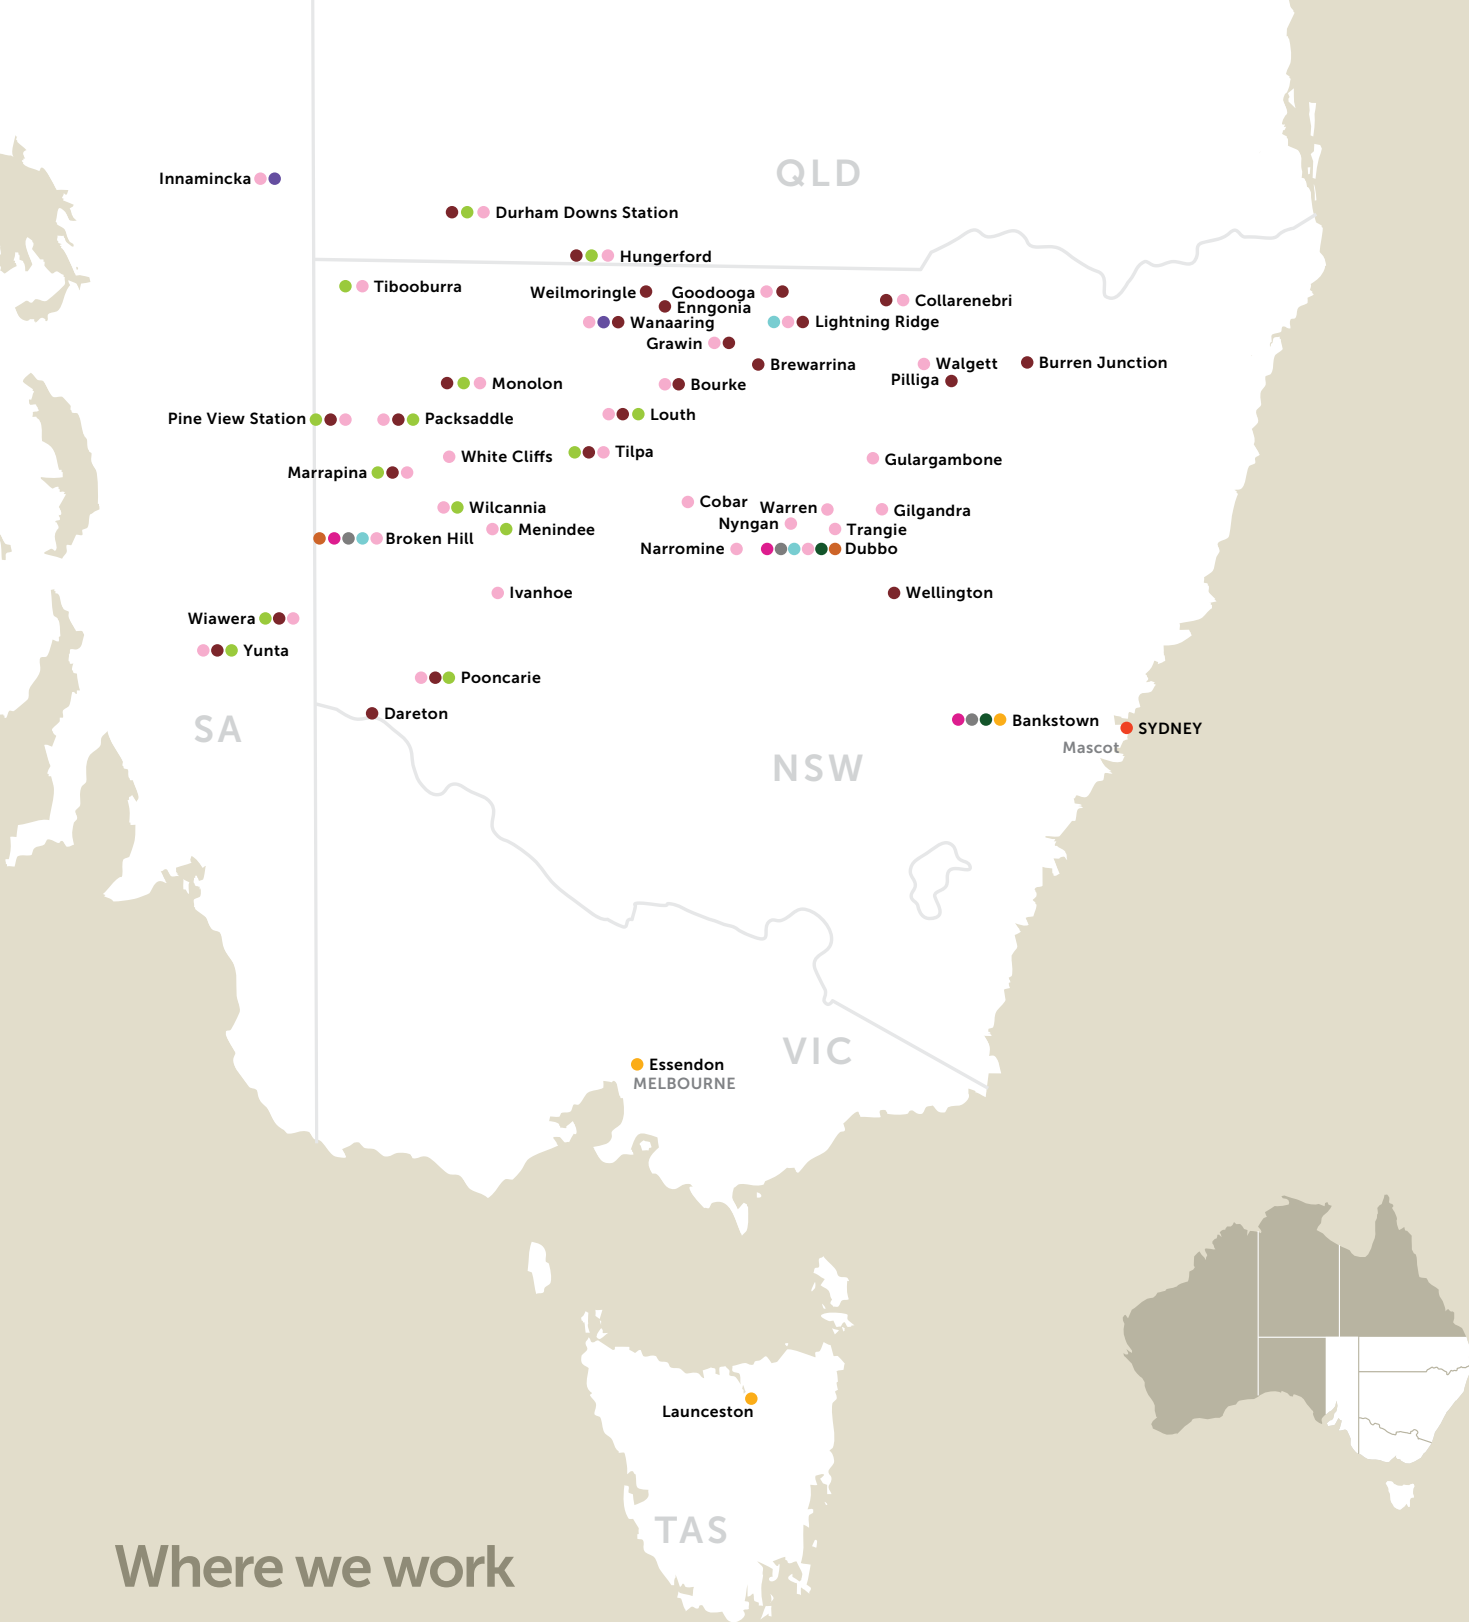 QLD
Innamincka
Durham Downs Station
Hungerford
Tibooburra
Weilmoringle
Goodooga
Collarenebri
Enngonia
Wanaaring
Lightning Ridge
Grawin
Brewarrina
Walgett
Burren Junction
Pilliga
Monolon
Bourke
Pine View Station
Packsaddle
Louth
White Cliffs
Tilpa
Gulargambone
Marrapina
Wilcannia
Cobar
Warren
Gilgandra
Nyngan
Menindee
Trangie
Broken Hill
Narromine
Dubbo
Ivanhoe
Wellington
Wiawera
Yunta
Pooncarie
Dareton
SA
Bankstown
SYDNEY
Mascot
NSW
VIC
Essendon
MELBOURNE
Launceston
TAS
Where we work